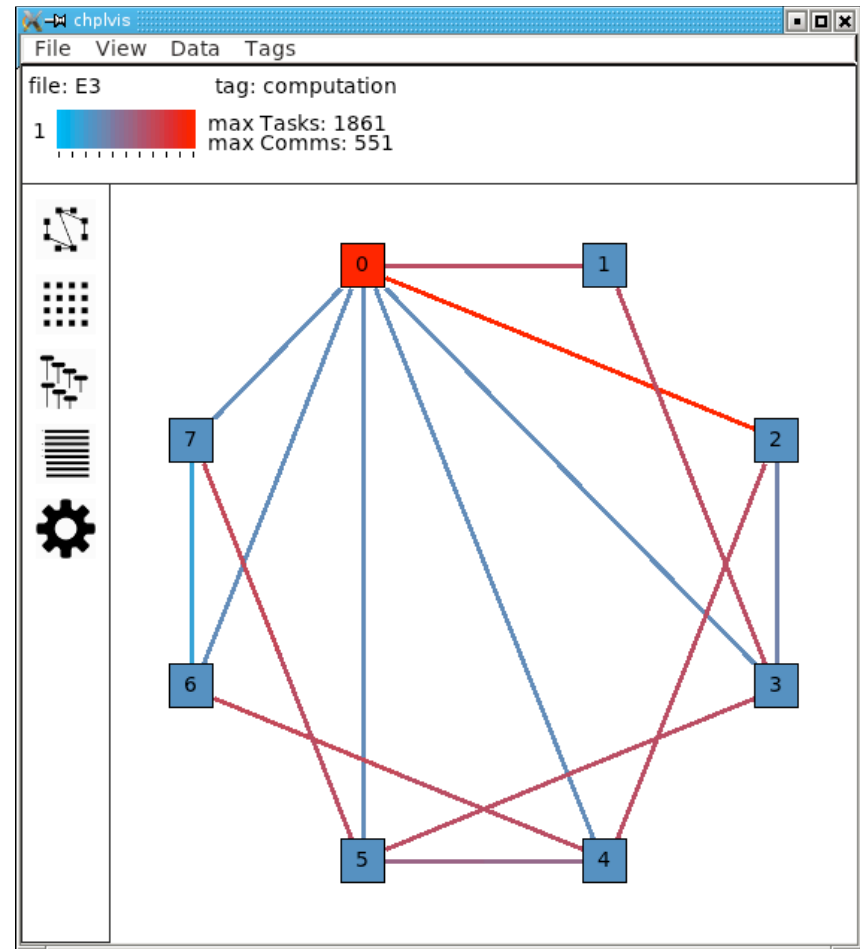 chplvis
File View Data Tags
file: E3 tag: computation
1 max Tasks: 1861
max Comms: 551
0 1
7 2
6 3
5 4